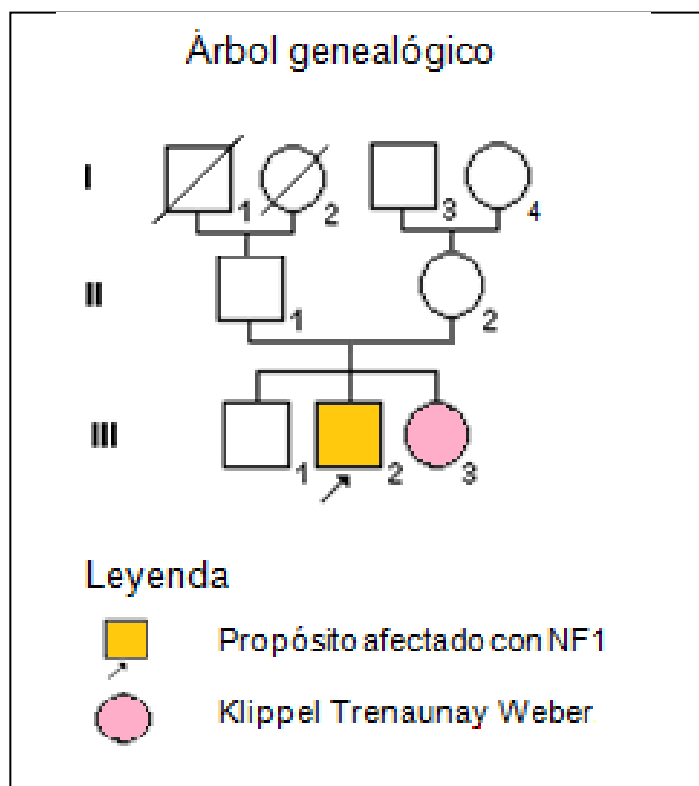 Árbol genealógico
I
1 2 3 4
II
1 2
III
1 2 3
Leyenda
Propósito afectado con NF1
Klippel Trenaunay Weber